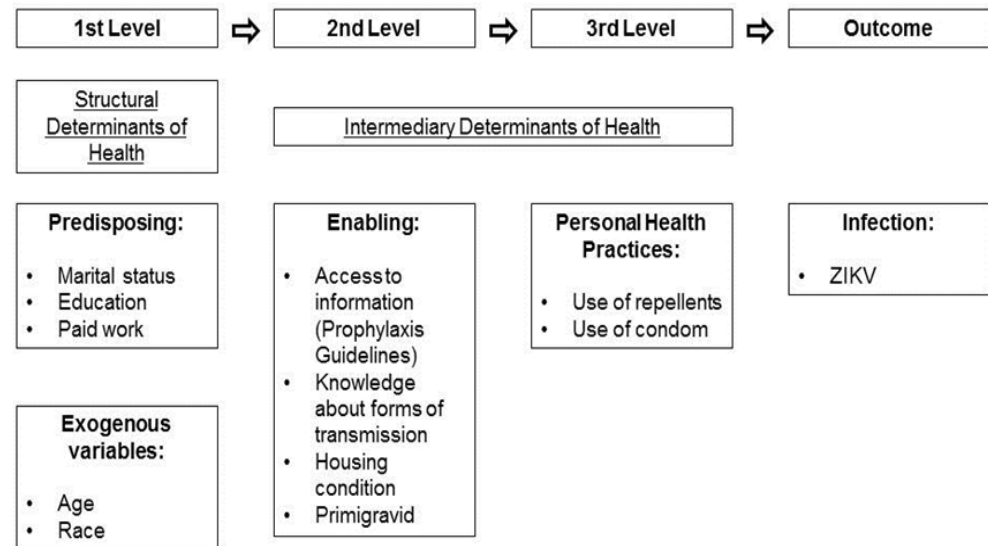 1st Level
2nd Level
3rd Level
Outcome
Structural
Determinants of
Health
Intermediary Determinants of Health
Predisposing:
• Marital status
• Education
• Paid work
Exogenous
variables:
• Age
• Race
Enabling:
• Access to
information
(Prophylaxis
Guidelines)
• Knowledge
about forms of
transmission
• Housing
condition
• Primigravid
Personal Health
Practices:
• Use of repellents
• Use of condom
Infection:
• ZIKV